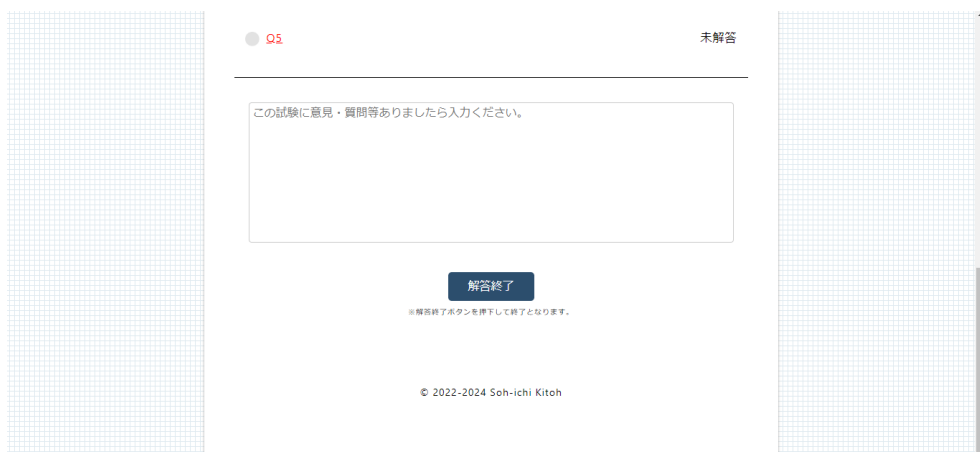 Q5
未解答
この試験に意見・質問等ありましたら入力ください。
解答終了
※解答終了ボタンを押下して終了となります。
© 2022-2024 Soh-ichi Kitoh